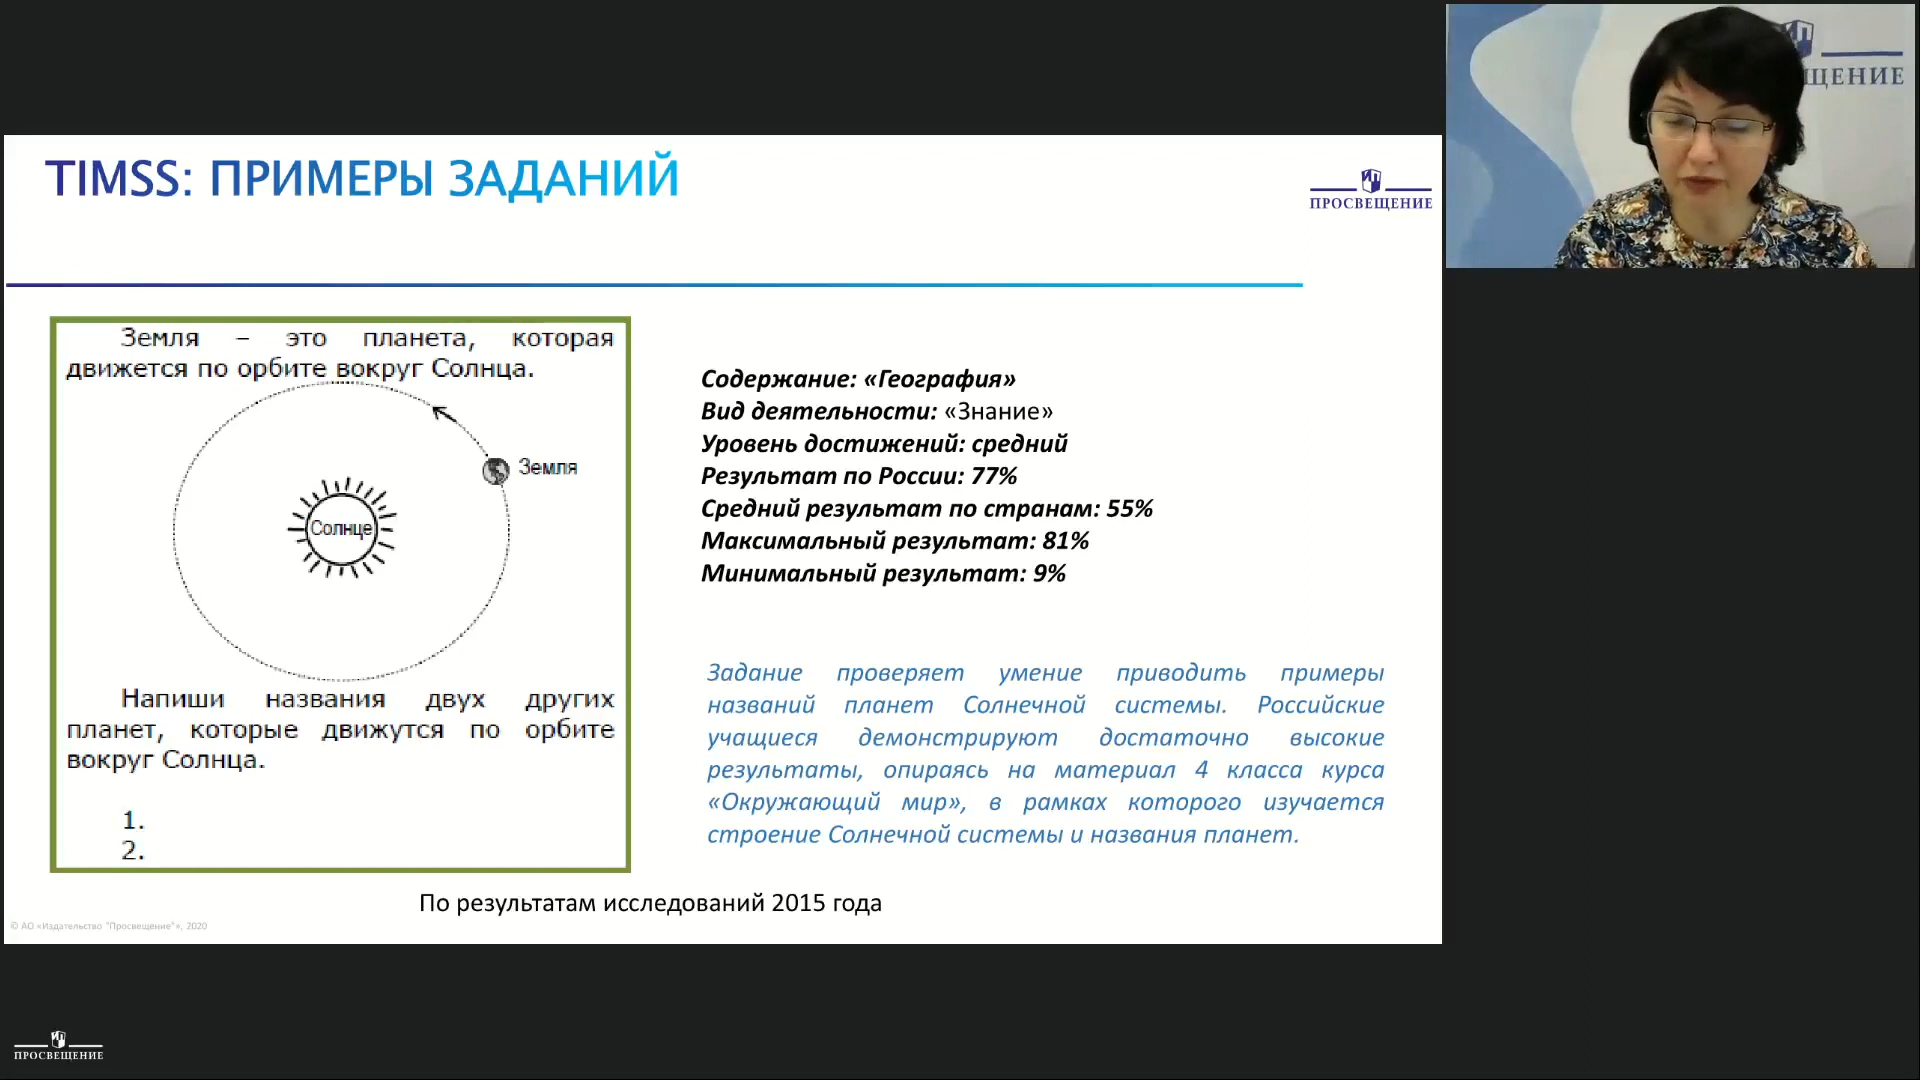 ЩЕНИЕ
TIMSS: ПРИМЕРЫ ЗАДАНИЙ
ПРОСВЕЩЕНИЕ
Земля – это планета, которая
движется по орбите вокруг Солнца.
Земля
Солнце
Напиши названия двух других
планет, которые движутся по орбите
вокруг Солнца.
1.
2.
Содержание: «География»
Вид деятельности: «Знание»
Уровень достижений: средний
Результат по России: 77%
Средний результат по странам: 55%
Максимальный результат: 81%
Минимальный результат: 9%
Задание проверяет умение приводить примеры
названий планет Солнечной системы. Российские
учащиеся демонстрируют достаточно высокие
результаты, опираясь на материал 4 класса курса
«Окружающий мир», в рамках которого изучается
строение Солнечной системы и названия планет.
По результатам исследований 2015 года
© АО «Издательство "Просвещение"», 2020
ПРОСВЕЩЕНИЕ